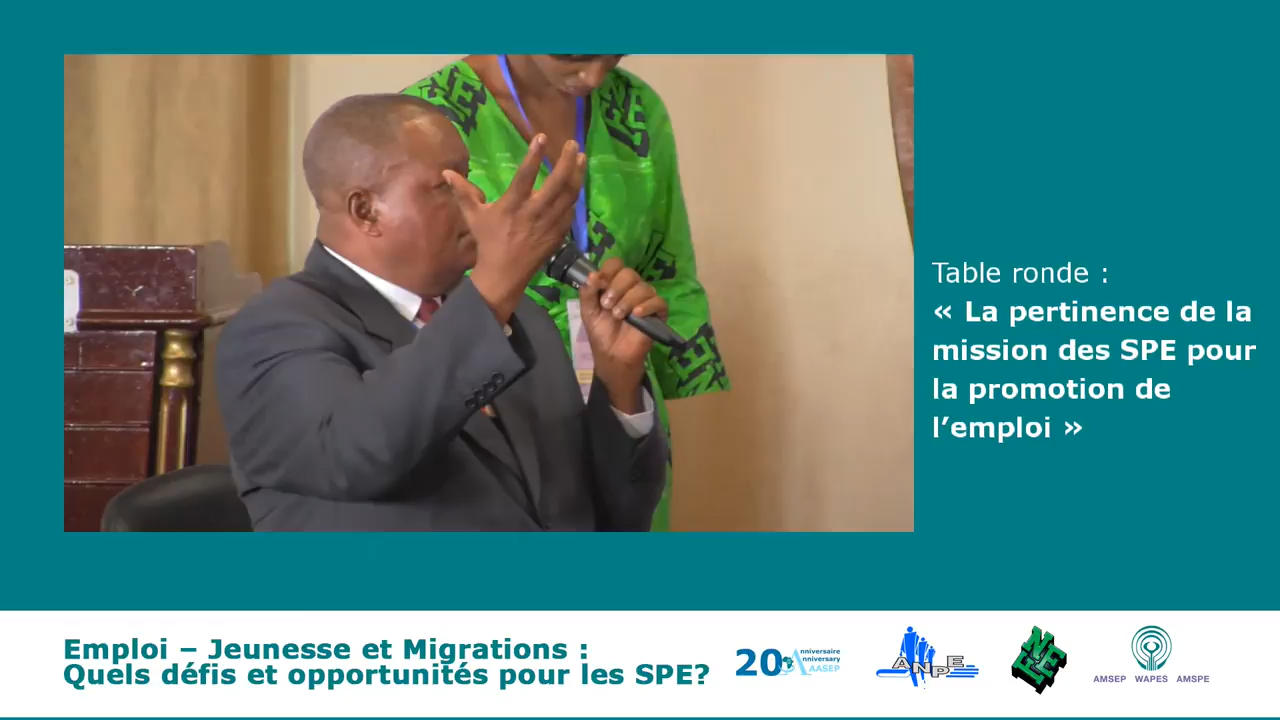 Table ronde :
« La pertinence de la
mission des SPE pour
la promotion de
l’emploi »
Emploi – Jeunesse et Migrations :
Quels défis et opportunités pour les SPE?
20 Anniversaire
Anniversary
AASEP
ANPE
AMSEP WAPES AMSPE